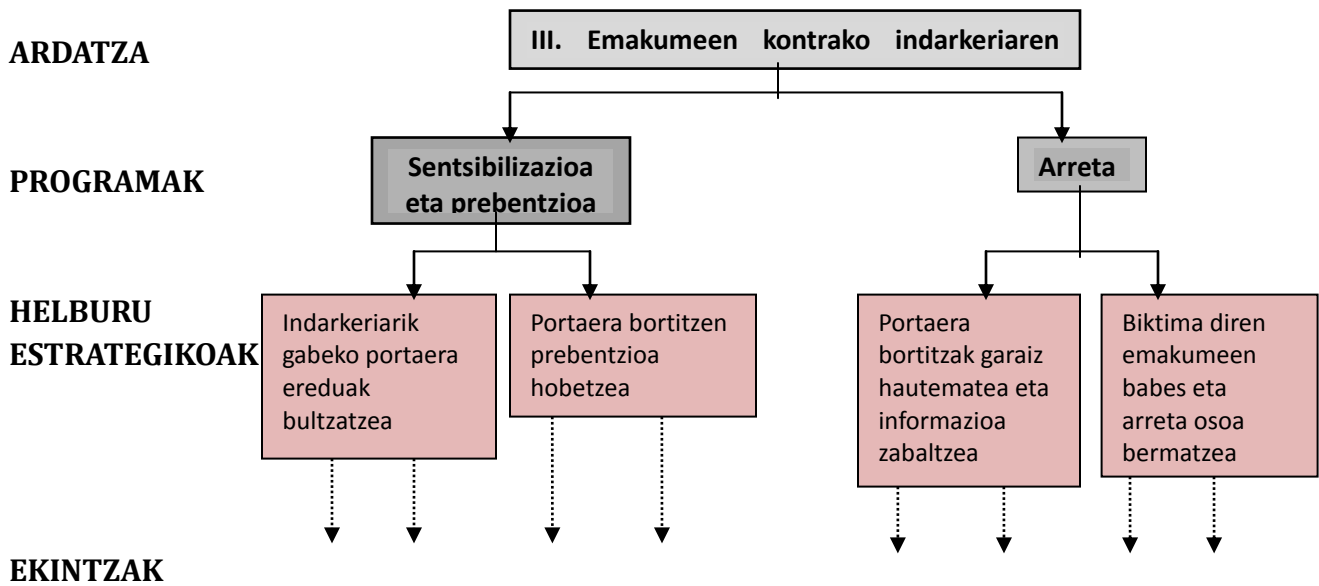 ARDATZA
III. Emakumeen kontrako indarkeriaren
PROGRAMAK
Sentsibilizazioa
eta prebentzioa
Arreta
HELBURU
ESTRATEGIKOAK
Indarkeriarik
gabeko portaera
ereduak
bultzatzea
Portaera bortitzen
prebentzioa
hobetzea
Portaera
bortitzak garaiz
hautematea eta
informazioa
zabaltzea
Biktima diren
emakumeen
babes eta
arreta osoa
bermatzea
EKINTZAK